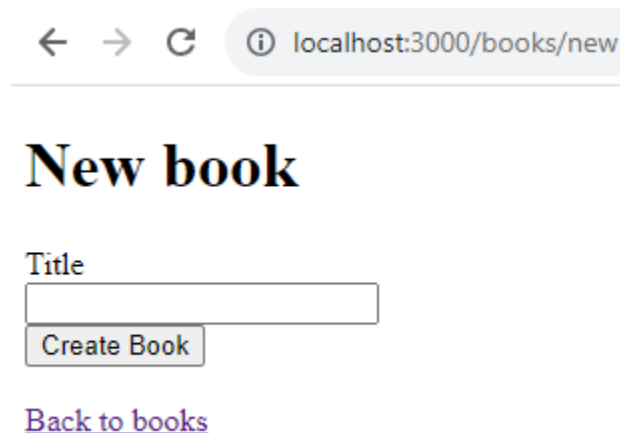 localhost:3000/books/new
New book
Title
Create Book
Back to books